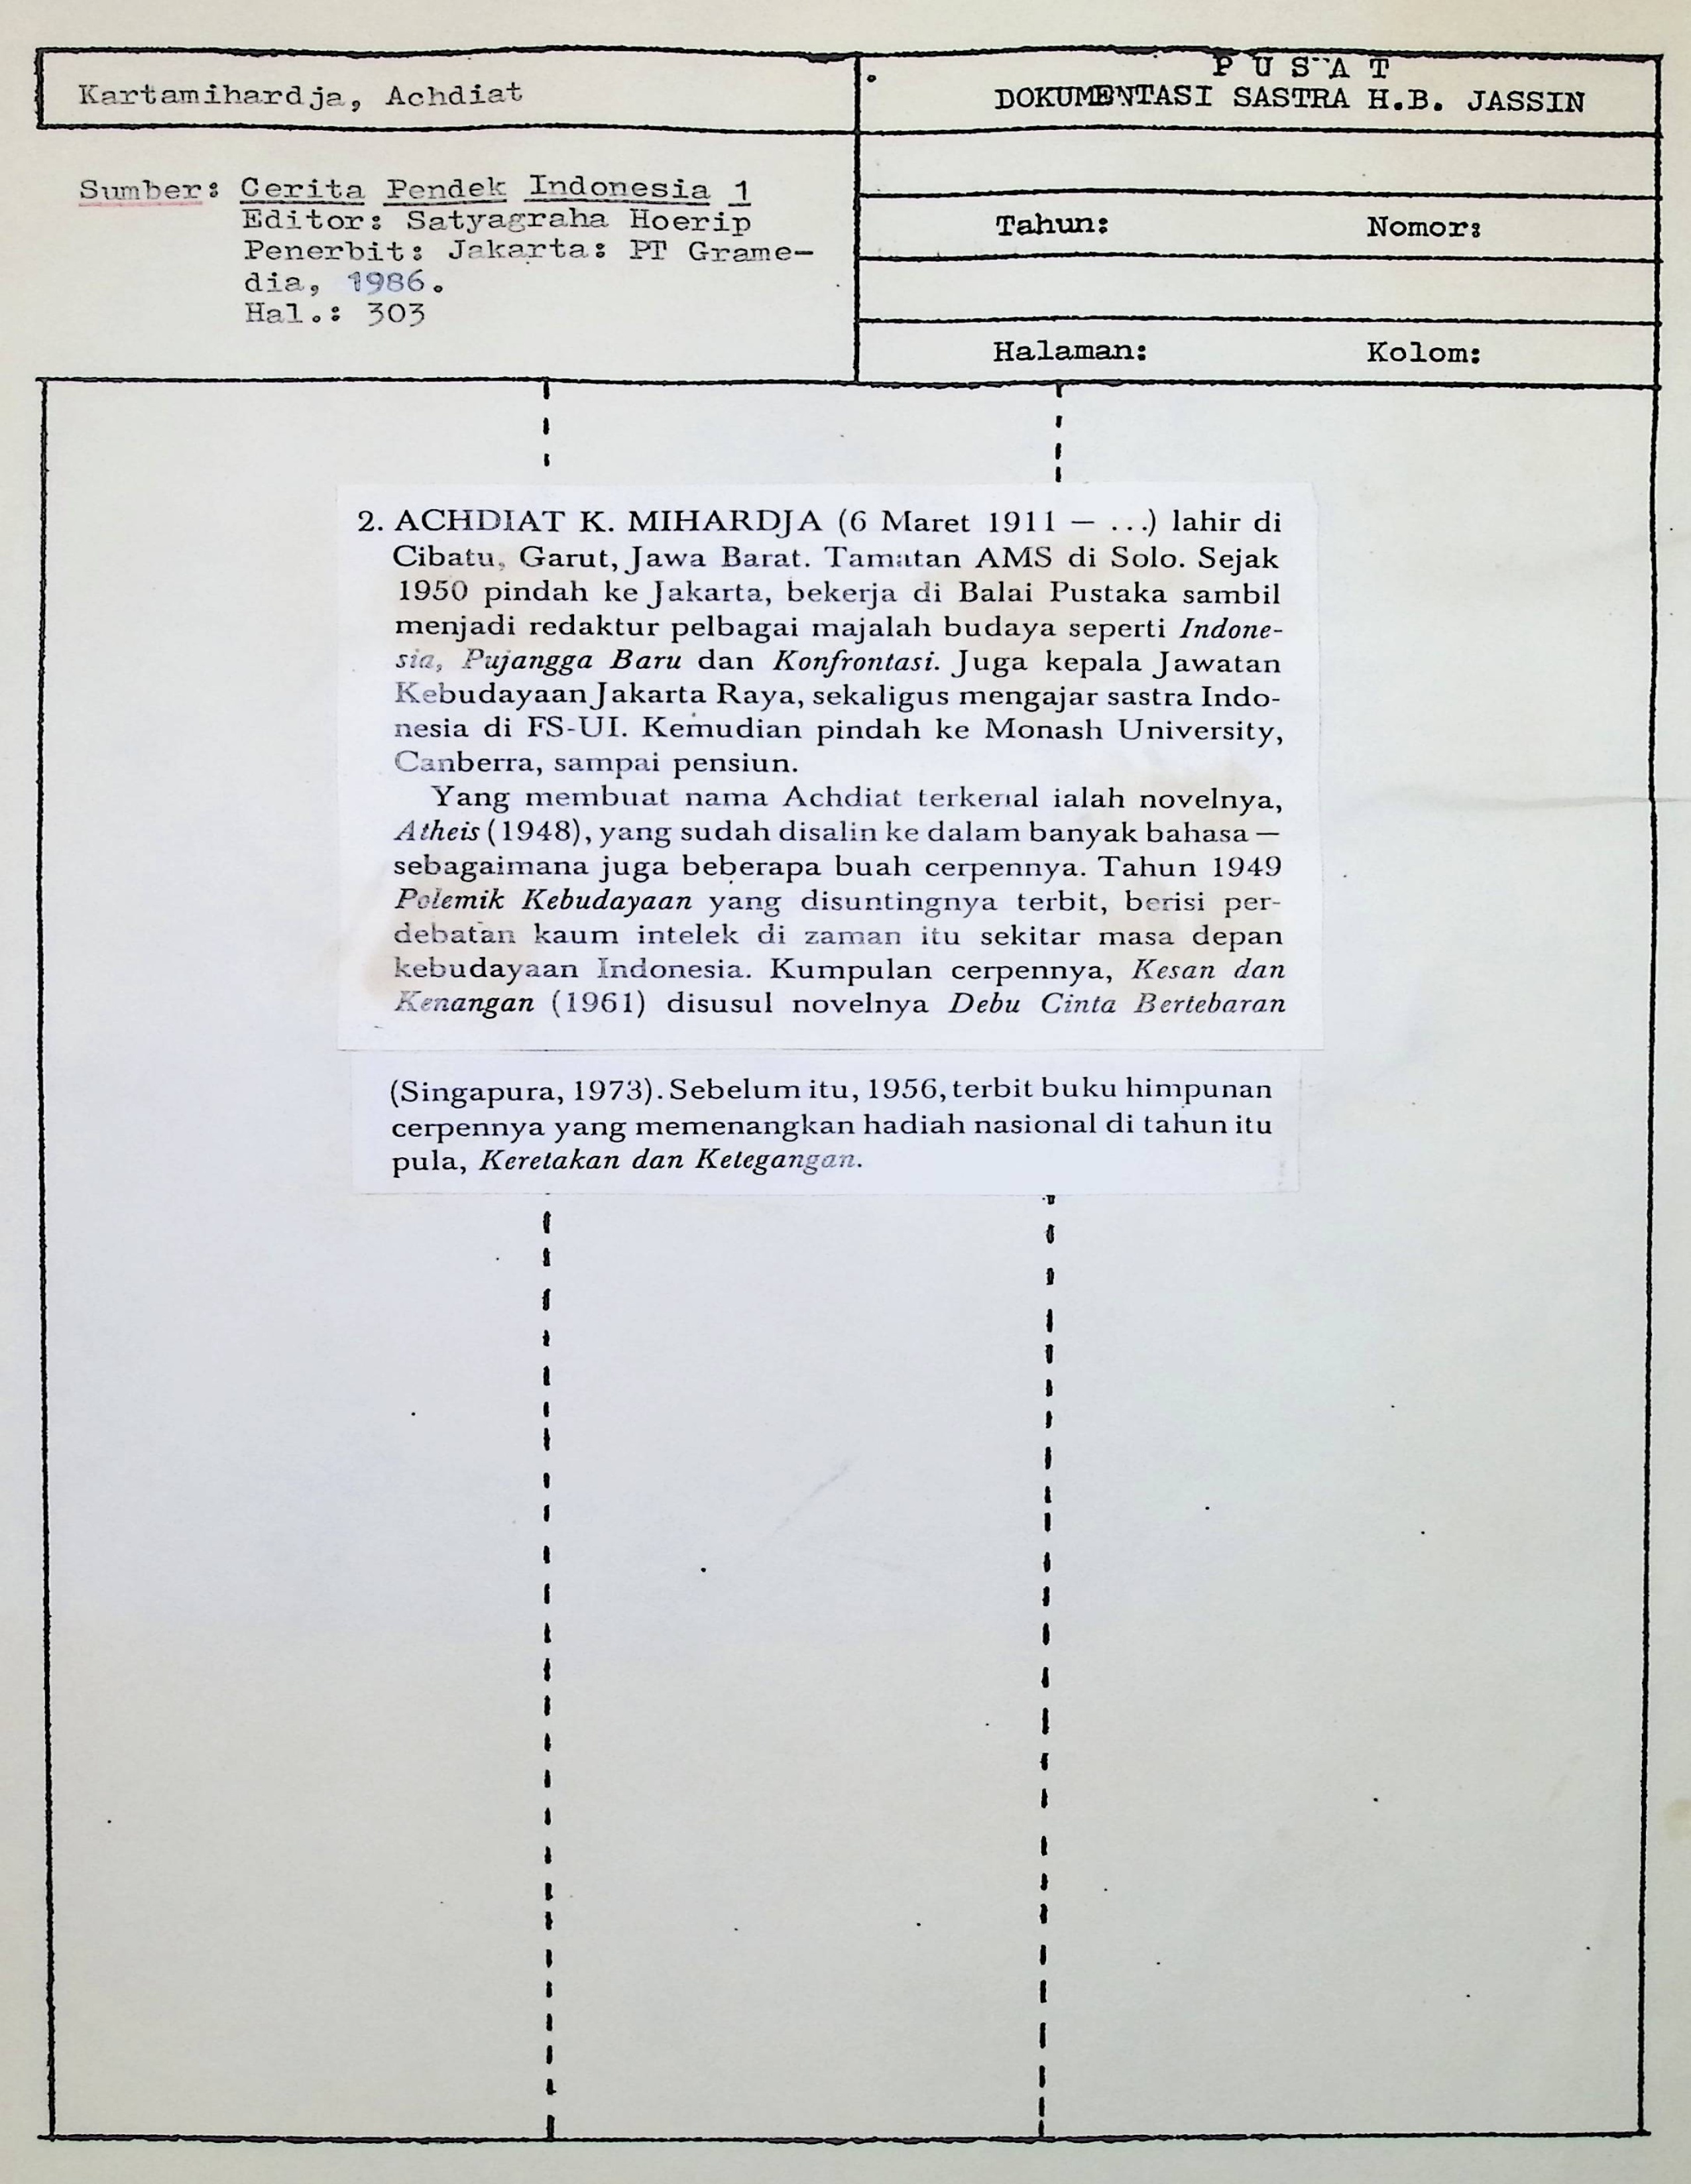 Kartamihardja, Achdiat
P U S A T
DOKUMENTASI SASTRA H.B. JASSIN
Sumber: Cerita Pendek Indonesia 1
Editor: Satyagraha Hoerip
Penerbit: Jakarta: PT Grame-
dia, 1986.
Hal.: 303
Tahun: Nomor:
Halaman: Kolom:
2. ACHDIAT K. MIHARDJA (6 Maret 1911 — ...) lahir di
Cibatu, Garut, Jawa Barat. Tamatan AMS di Solo. Sejak
1950 pindah ke Jakarta, bekerja di Balai Pustaka sambil
menjadi redaktur pelbagai majalah budaya seperti Indone-
sia, Pujangga Baru dan Konfrontasi. Juga kepala Jawatan
Kebudayaan Jakarta Raya, sekaligus mengajar sastra Indo-
nesia di FS-UI. Kemudian pindah ke Monash University,
Canberra, sampai pensiun.
Yang membuat nama Achdiat terkenal ialah novelnya,
Atheis (1948), yang sudah disalin ke dalam banyak bahasa —
sebagaimana juga beberapa buah cerpennya. Tahun 1949
Polemik Kebudayaan yang disuntingnya terbit, berisi per-
debatan kaum intelek di zaman itu sekitar masa depan
kebudayaan Indonesia. Kumpulan cerpennya, Kesan dan
Kenangan (1961) disusul novelnya Debu Cinta Bertebaran
(Singapura, 1973). Sebelum itu, 1956, terbit buku himpunan
cerpennya yang memenangkan hadiah nasional di tahun itu
pula, Keretakan dan Ketegangan.